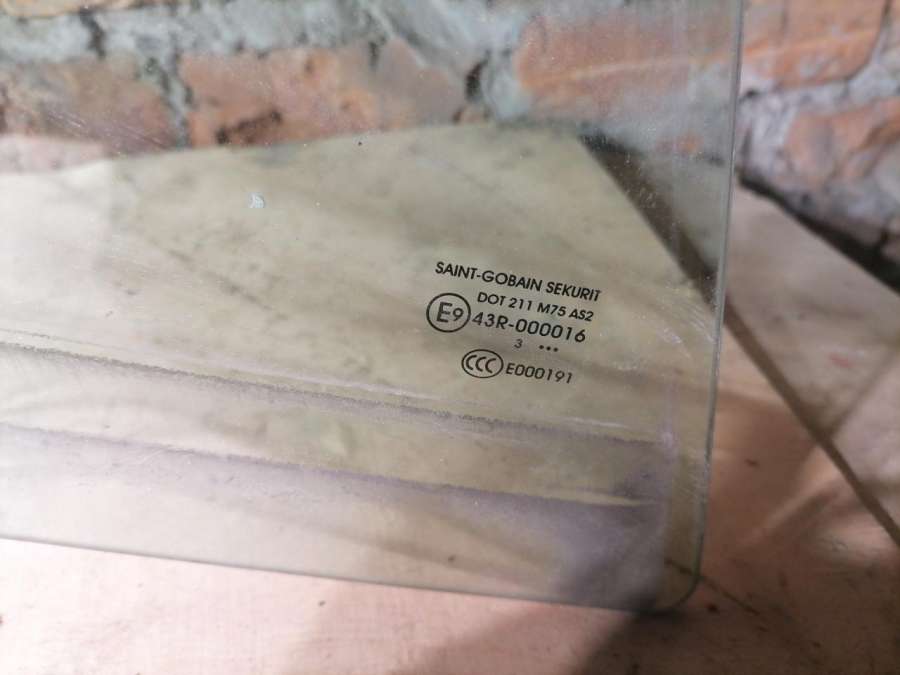 SAINT-GOBAIN SEKURIT
DOT 211 M75 AS2
E9 43R-000016
3 •••
CCC E000191